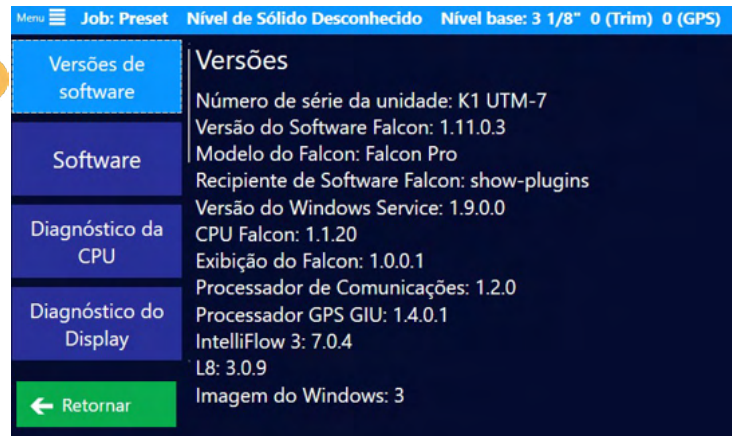 Menu Job: Preset Nível de Sólido Desconhecido Nível base: 3 1/8" 0 (Trim) 0 (GPS)
Versões de
software
Software
Diagnóstico da
CPU
Diagnóstico do
Display
Retornar
Versões
Número de série da unidade: K1 UTM-7
Versão do Software Falcon: 1.11.0.3
Modelo do Falcon: Falcon Pro
Recipiente de Software Falcon: show-plugins
Versão do Windows Service: 1.9.0.0
CPU Falcon: 1.1.20
Exibição do Falcon: 1.0.0.1
Processador de Comunicações: 1.2.0
Processador GPS GIU: 1.4.0.1
IntelliFlow 3: 7.0.4
L8: 3.0.9
Imagem do Windows: 3